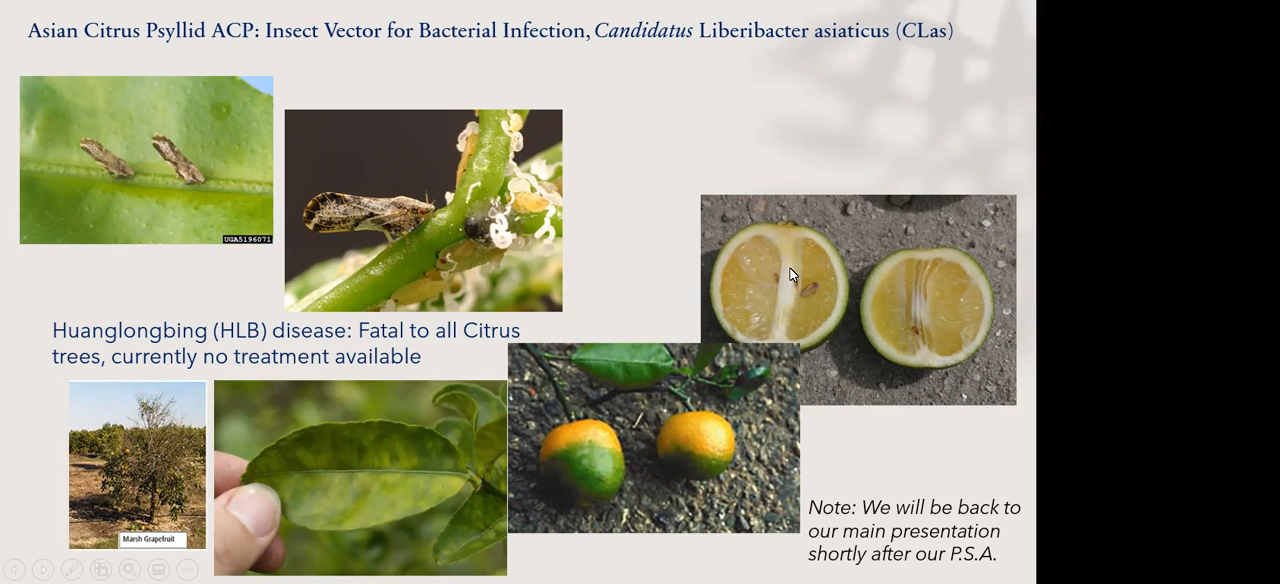 Asian Citrus Psyllid ACP: Insect Vector for Bacterial Infection, Candidatus Liberibacter asiaticus (CLas)
UGA5196071
Huanglongbing (HLB) disease: Fatal to all Citrus
trees, currently no treatment available
Marsh Grapefruit
Note: We will be back to
our main presentation
shortly after our P.S.A.